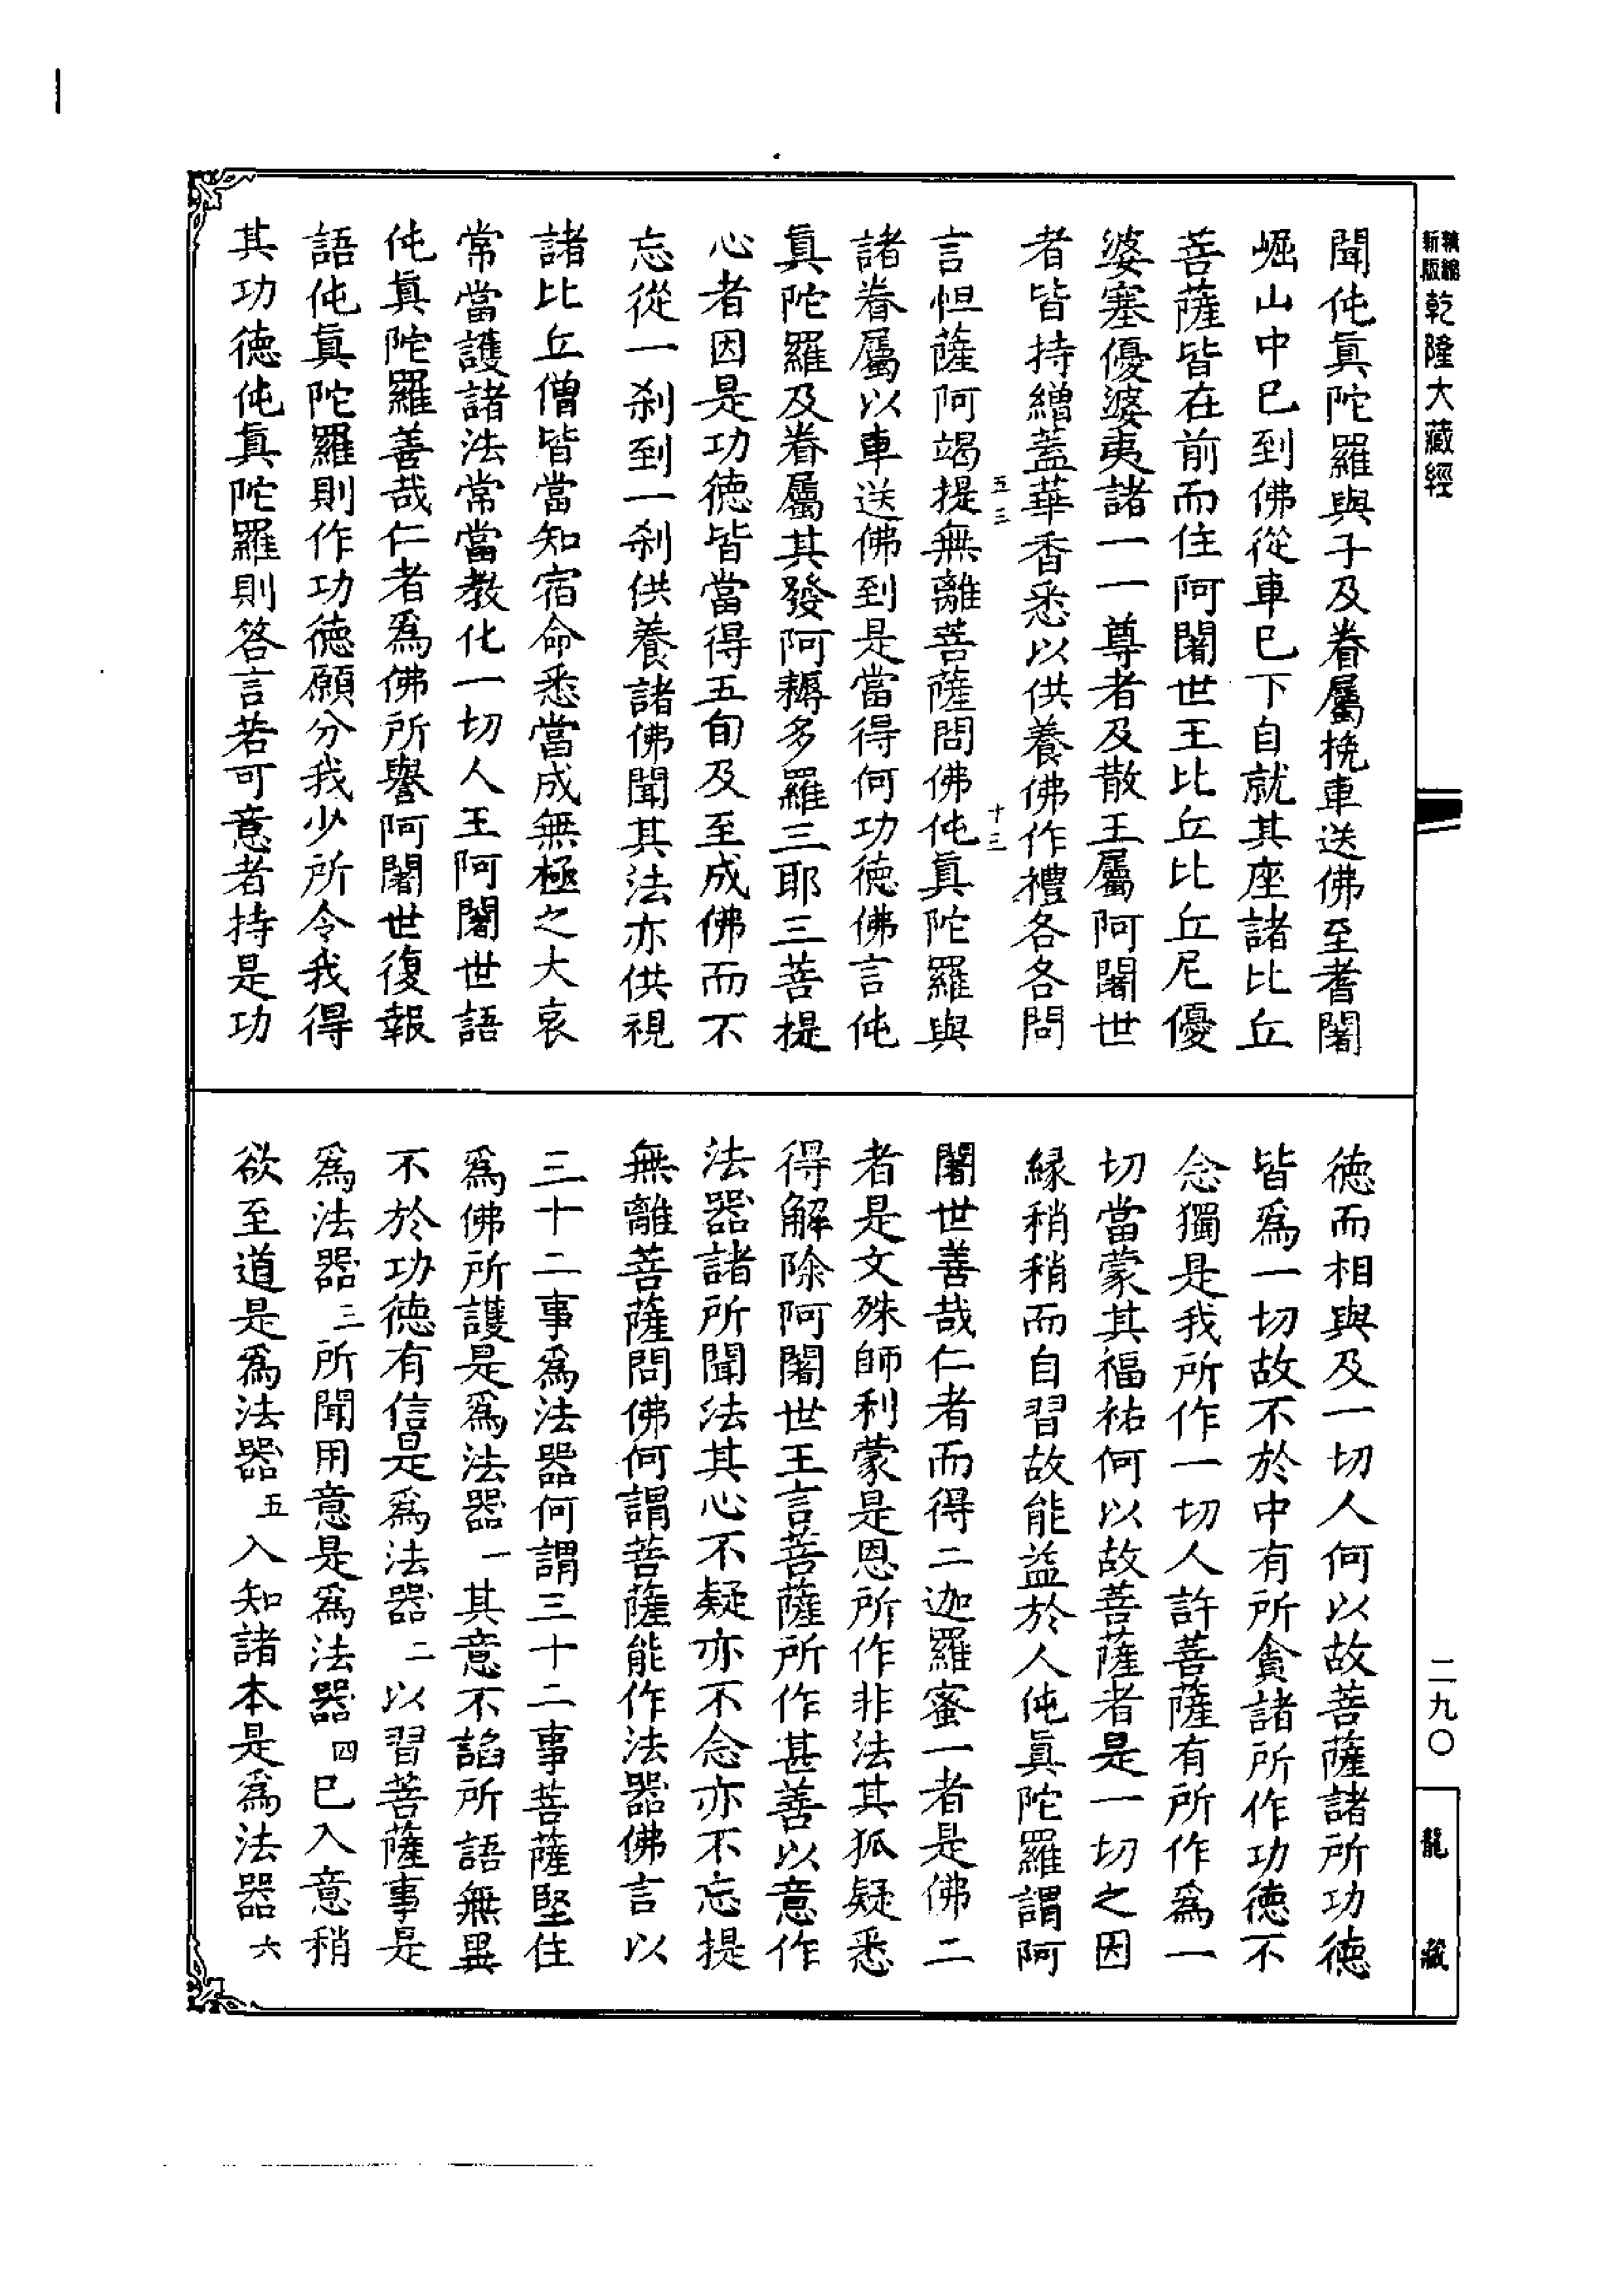 新版
乾隆大藏經
聞伅眞陀羅與子及眷屬挽車送佛至耆闍
崛山中巳到佛從車巳下自就其座諸比丘
菩薩皆在前而住阿闍世王比丘比丘尼優
婆塞優婆夷諸一一尊者及散王屬阿闍世
者皆持繒蓋華香悉以供養佛作禮各各問
五三
十三
言怛薩阿竭提無離菩薩問佛伅眞陀羅與
諸眷屬以車送佛到是當得何功德佛言伅
眞陀羅及眷屬其發阿耨多羅三耶三菩提
心者因是功德皆當得五旬及至成佛而不
忘從一刹到一刹供養諸佛聞其法亦供視
諸比丘僧皆當知宿命悉當成無極之大哀
常當護諸法常當教化一切人王阿闍世語
伅眞陀羅善哉仁者爲佛所譽阿闍世復報
語伅眞陀羅則作功德願分我少所令我得
其功德伅眞陀羅則答言若可意者持是功
德而相與及一切人何以故菩薩諸所功德
皆爲一切故不於中有所貪諸所作功德不
念獨是我所作一切人許菩薩有所作爲一
切當蒙其福祐何以故菩薩者是一切之因
緣稍稍而自習故能益於人伅眞陀羅謂阿
闍世善哉仁者而得二迦羅蜜一者是佛二
者是文殊師利蒙是恩所作非法其狐疑悉
得解除阿闍世王言菩薩所作甚善以意作
法器諸所聞法其心不疑亦不念亦不忘提
無離菩薩問佛何謂菩薩能作法器佛言以
三十二事爲法器何謂三十二事菩薩堅住
爲佛所護是爲法器一其意不諂所語無異
不於功德有信是爲法器二以習菩薩事是
爲法器三所聞用意是爲法器四巳入意稍
欲至道是爲法器五入知諸本是爲法器六
二九〇
龍藏